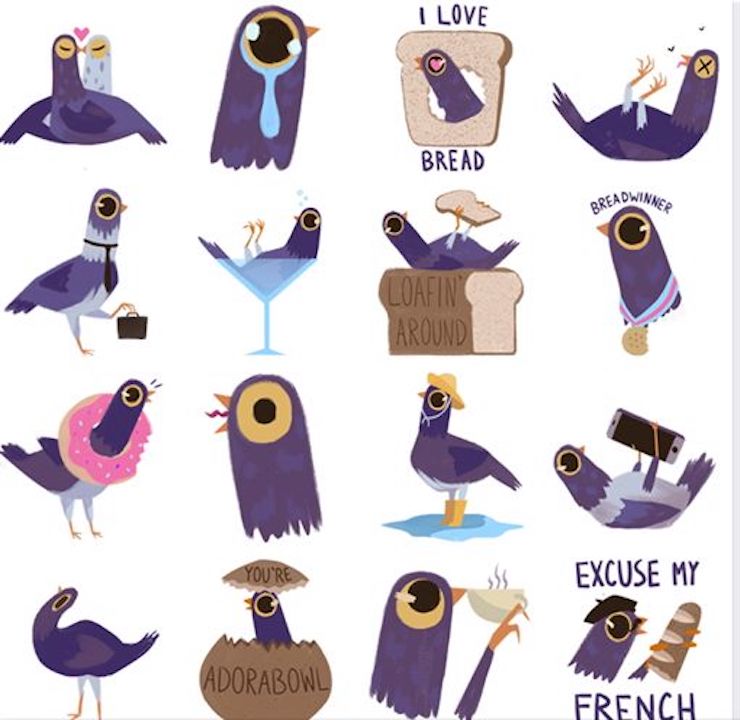 I LOVE
BREAD
BREADWINNER
LOAFIN'
AROUND
YOU'RE
ADORABOWL
EXCUSE MY
FRENCH